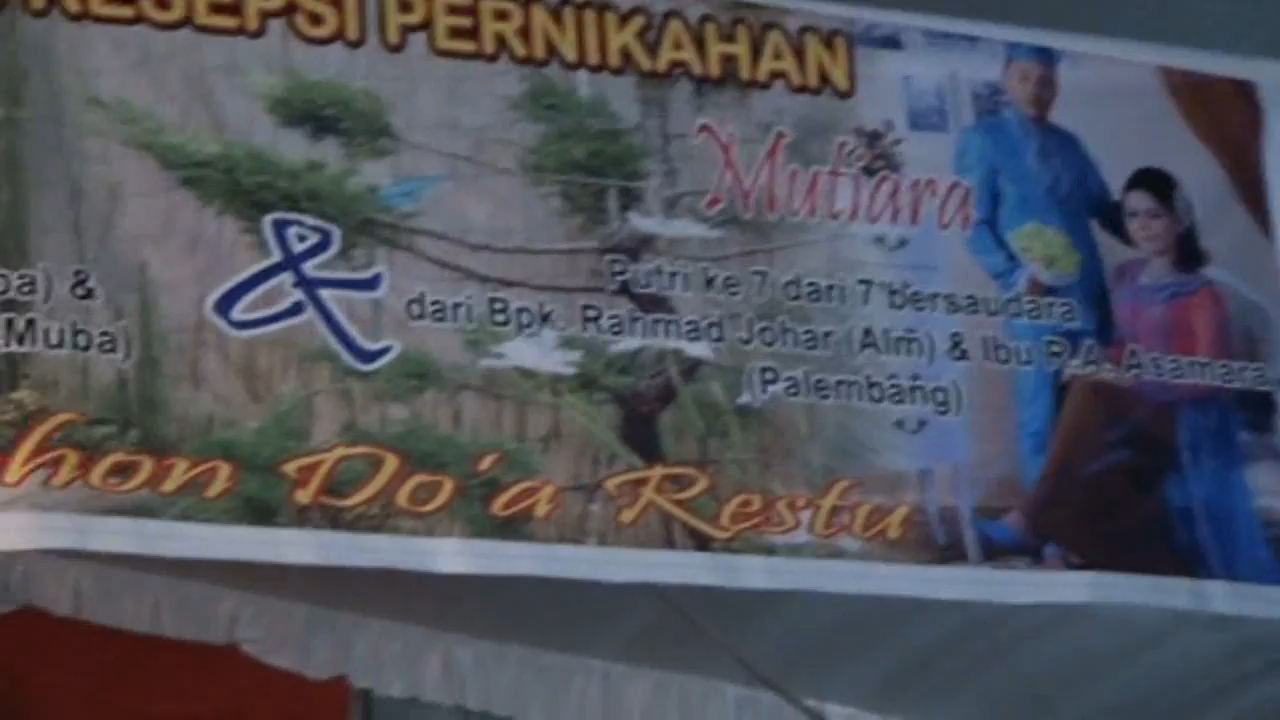 RESEPSI PERNIKAHAN
Mutiara
&
Putri ke 7 dari 7 bersaudara
dari Bpk. Rahmad Johar (Alm) & Ibu R.A. Asamara
(Palembang)
ba) &
Muba)
hon Do'a Restu